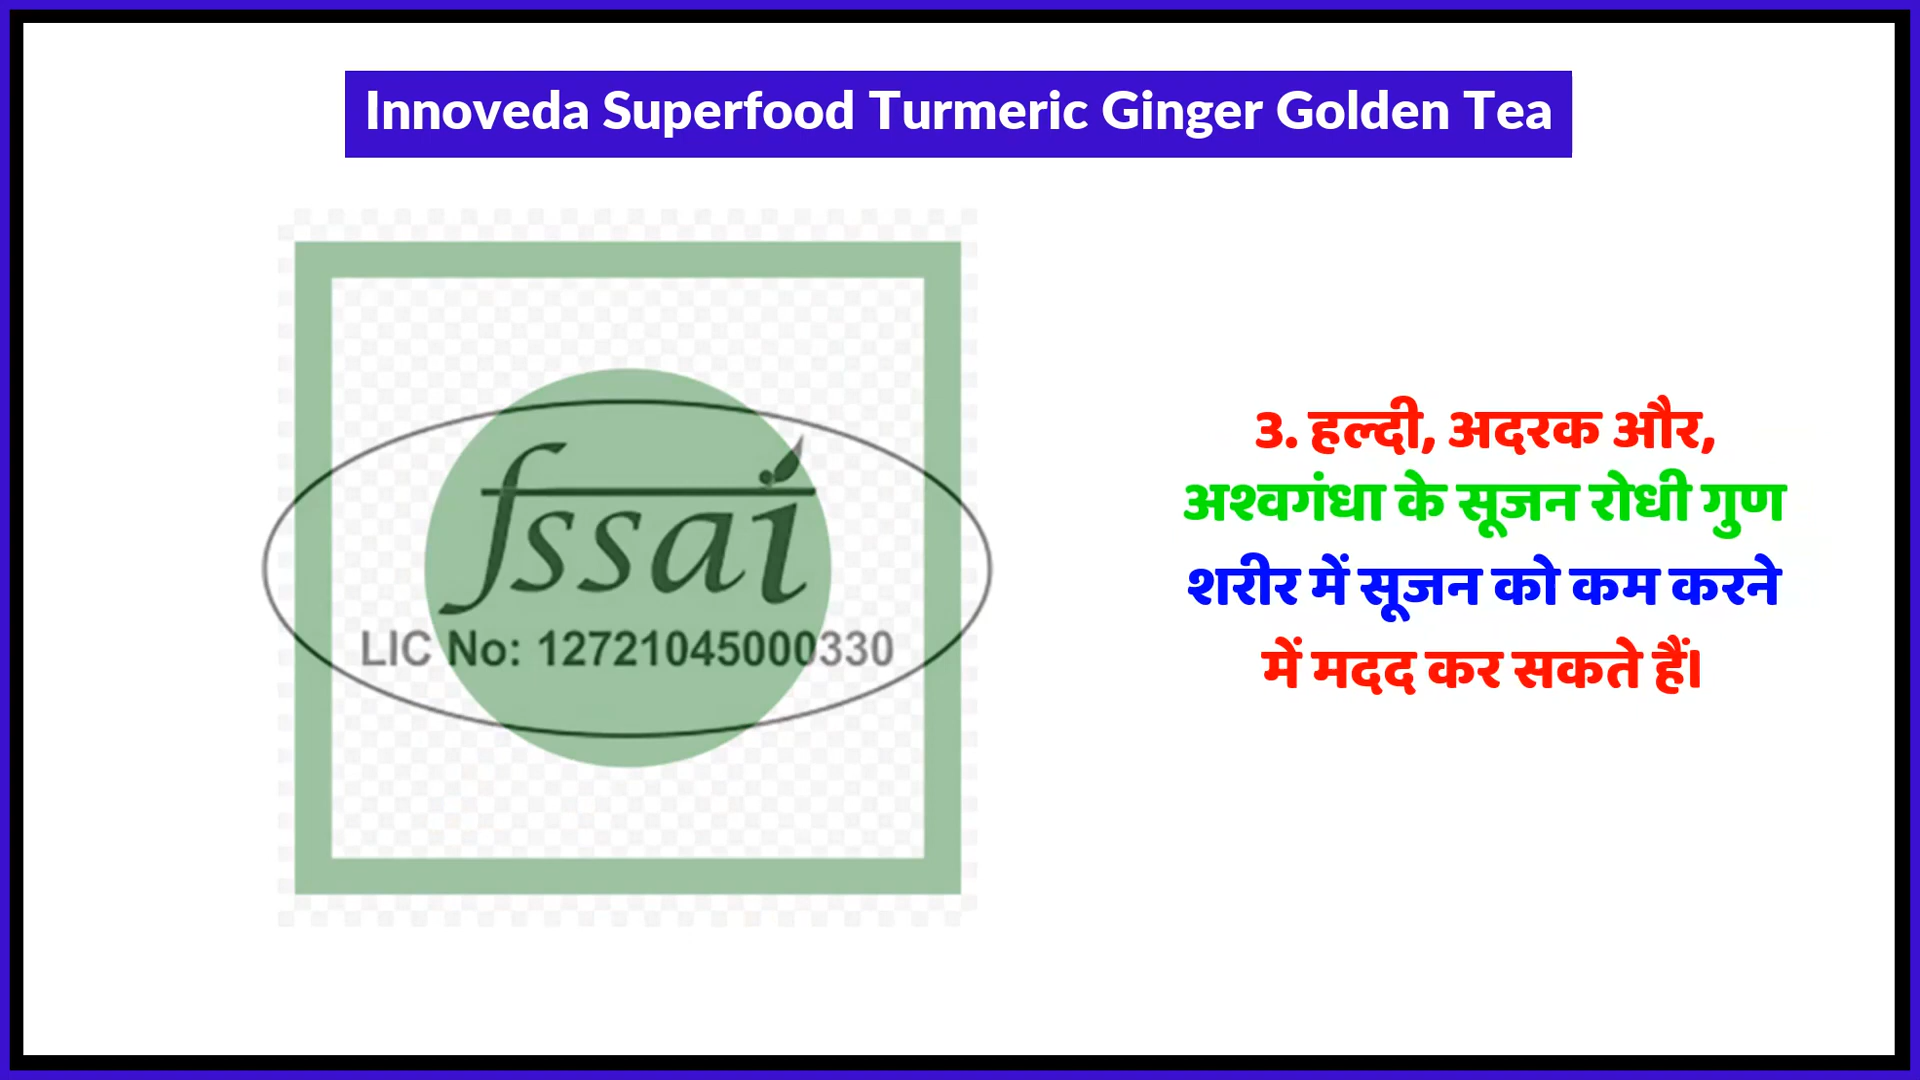 Innoveda Superfood Turmeric Ginger Golden Tea
fssai
LIC No: 12721045000330
3. हल्दी, अदरक और,
अश्वगंधा के सूजन रोधी गुण
शरीर में सूजन को कम करने
में मदद कर सकते हैं।